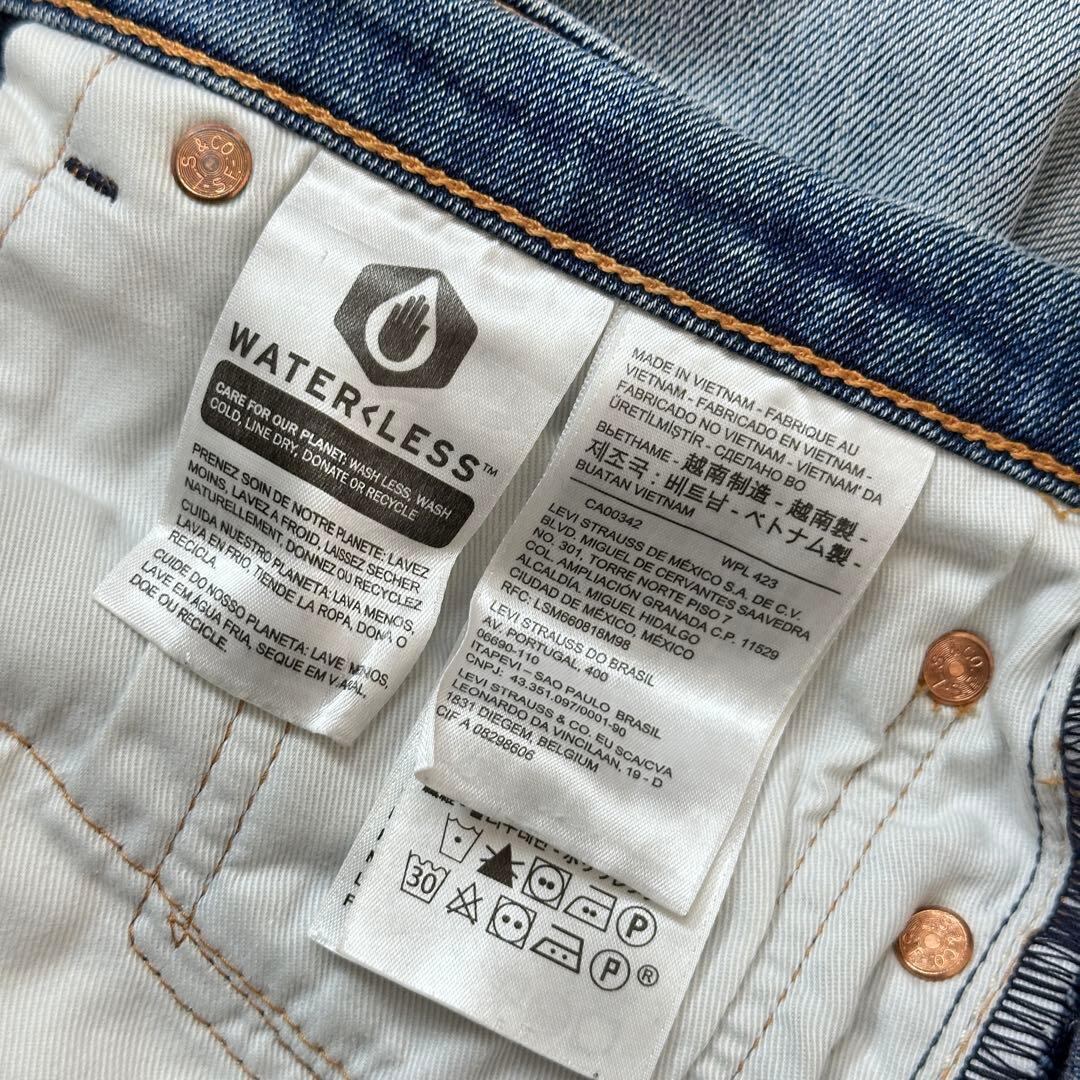 LS&CO-SF-
WATER<LESS™
CARE FOR OUR PLANET: WASH LESS, WASH
COLD, LINE DRY, DONATE OR RECYCLE
PRENEZ SOIN DE NOTRE PLANETE: LAVEZ
MOINS, LAVEZ A FROID, LAISSEZ SECHER
NATURELLEMENT, DONNEZ OU RECYCLEZ
CUIDA NUESTRO PLANETA: LAVA MENOS,
LAVA EN FRIO, TIENDE LA ROPA, DONA O
RECICLA
CUIDE DO NOSSO PLANETA: LAVE MENOS,
LAVE EM ÁGUA FRIA, SEQUE EM VARAL,
DOE OU RECICLE.
MADE IN VIETNAM - FABRIQUE AU
VIETNAM - FABRICADO EN VIETNAM -
FABRICADO NO VIETNAM - VİETNAM' DA
ÜRETİLMİŞTİR - СДЕЛАНО ВО
ВЬЕТНАМЕ - 越南制造 - 越南製 -
제조국 : 베트남 - ベトナム製 -
BUATAN VIETNAM
CA00342
WPL 423
LEVI STRAUSS DE MÉXICO S.A. DE C.V.
BLVD. MIGUEL DE CERVANTES SAAVEDRA
NO. 301, TORRE NORTE PISO 7
COL. AMPLIACIÓN GRANADA C.P. 11529
ALCALDÍA, MIGUEL HIDALGO
CIUDAD DE MÉXICO, MÉXICO
RFC: LSM660818M98
LEVI STRAUSS DO BRASIL
AV. PORTUGAL, 400
06690-110
ITAPEVI - SAO PAULO BRASIL
CNPJ: 43.351.097/0001-90
LEVI STRAUSS & CO. EU SCA/CVA
LEONARDO DA VINCILAAN, 19 - D
1831 DIEGEM, BELGIUM
CIF A 08298606
P
30
P ®